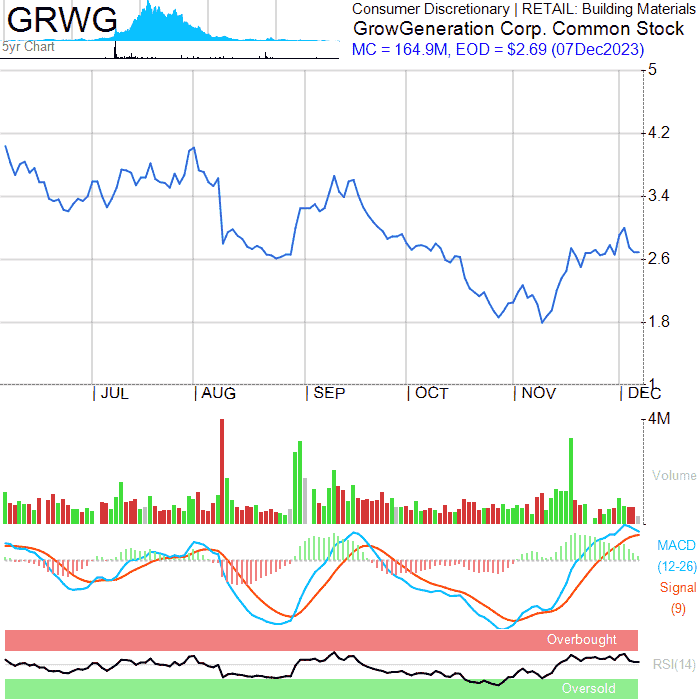 GRWG
5yr Chart
Consumer Discretionary | RETAIL: Building Materials
GrowGeneration Corp. Common Stock
MC = 164.9M, EOD = $2.69 (07Dec2023)
5
4.2
3.4
2.6
1.8
1
JUL
AUG
SEP
OCT
NOV
DEC
4M
Volume
MACD
(12-26)
Signal
(9)
Overbought
RSI(14)
Oversold